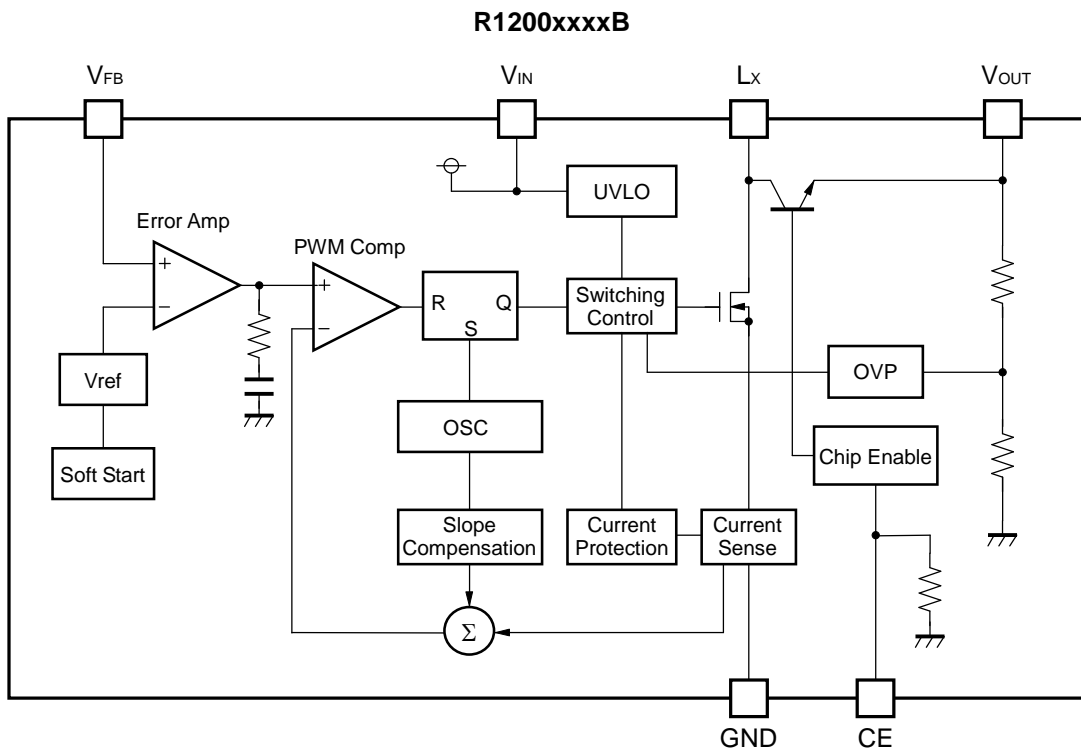 R1200xxxxB
VFB
VIN
LX
VOUT
UVLO
Error Amp
PWM Comp
+
−
+
−
R
Q
S
Switching
Control
Vref
OVP
OSC
Soft Start
Chip Enable
Slope
Compensation
Current
Protection
Current
Sense
Σ
GND
CE